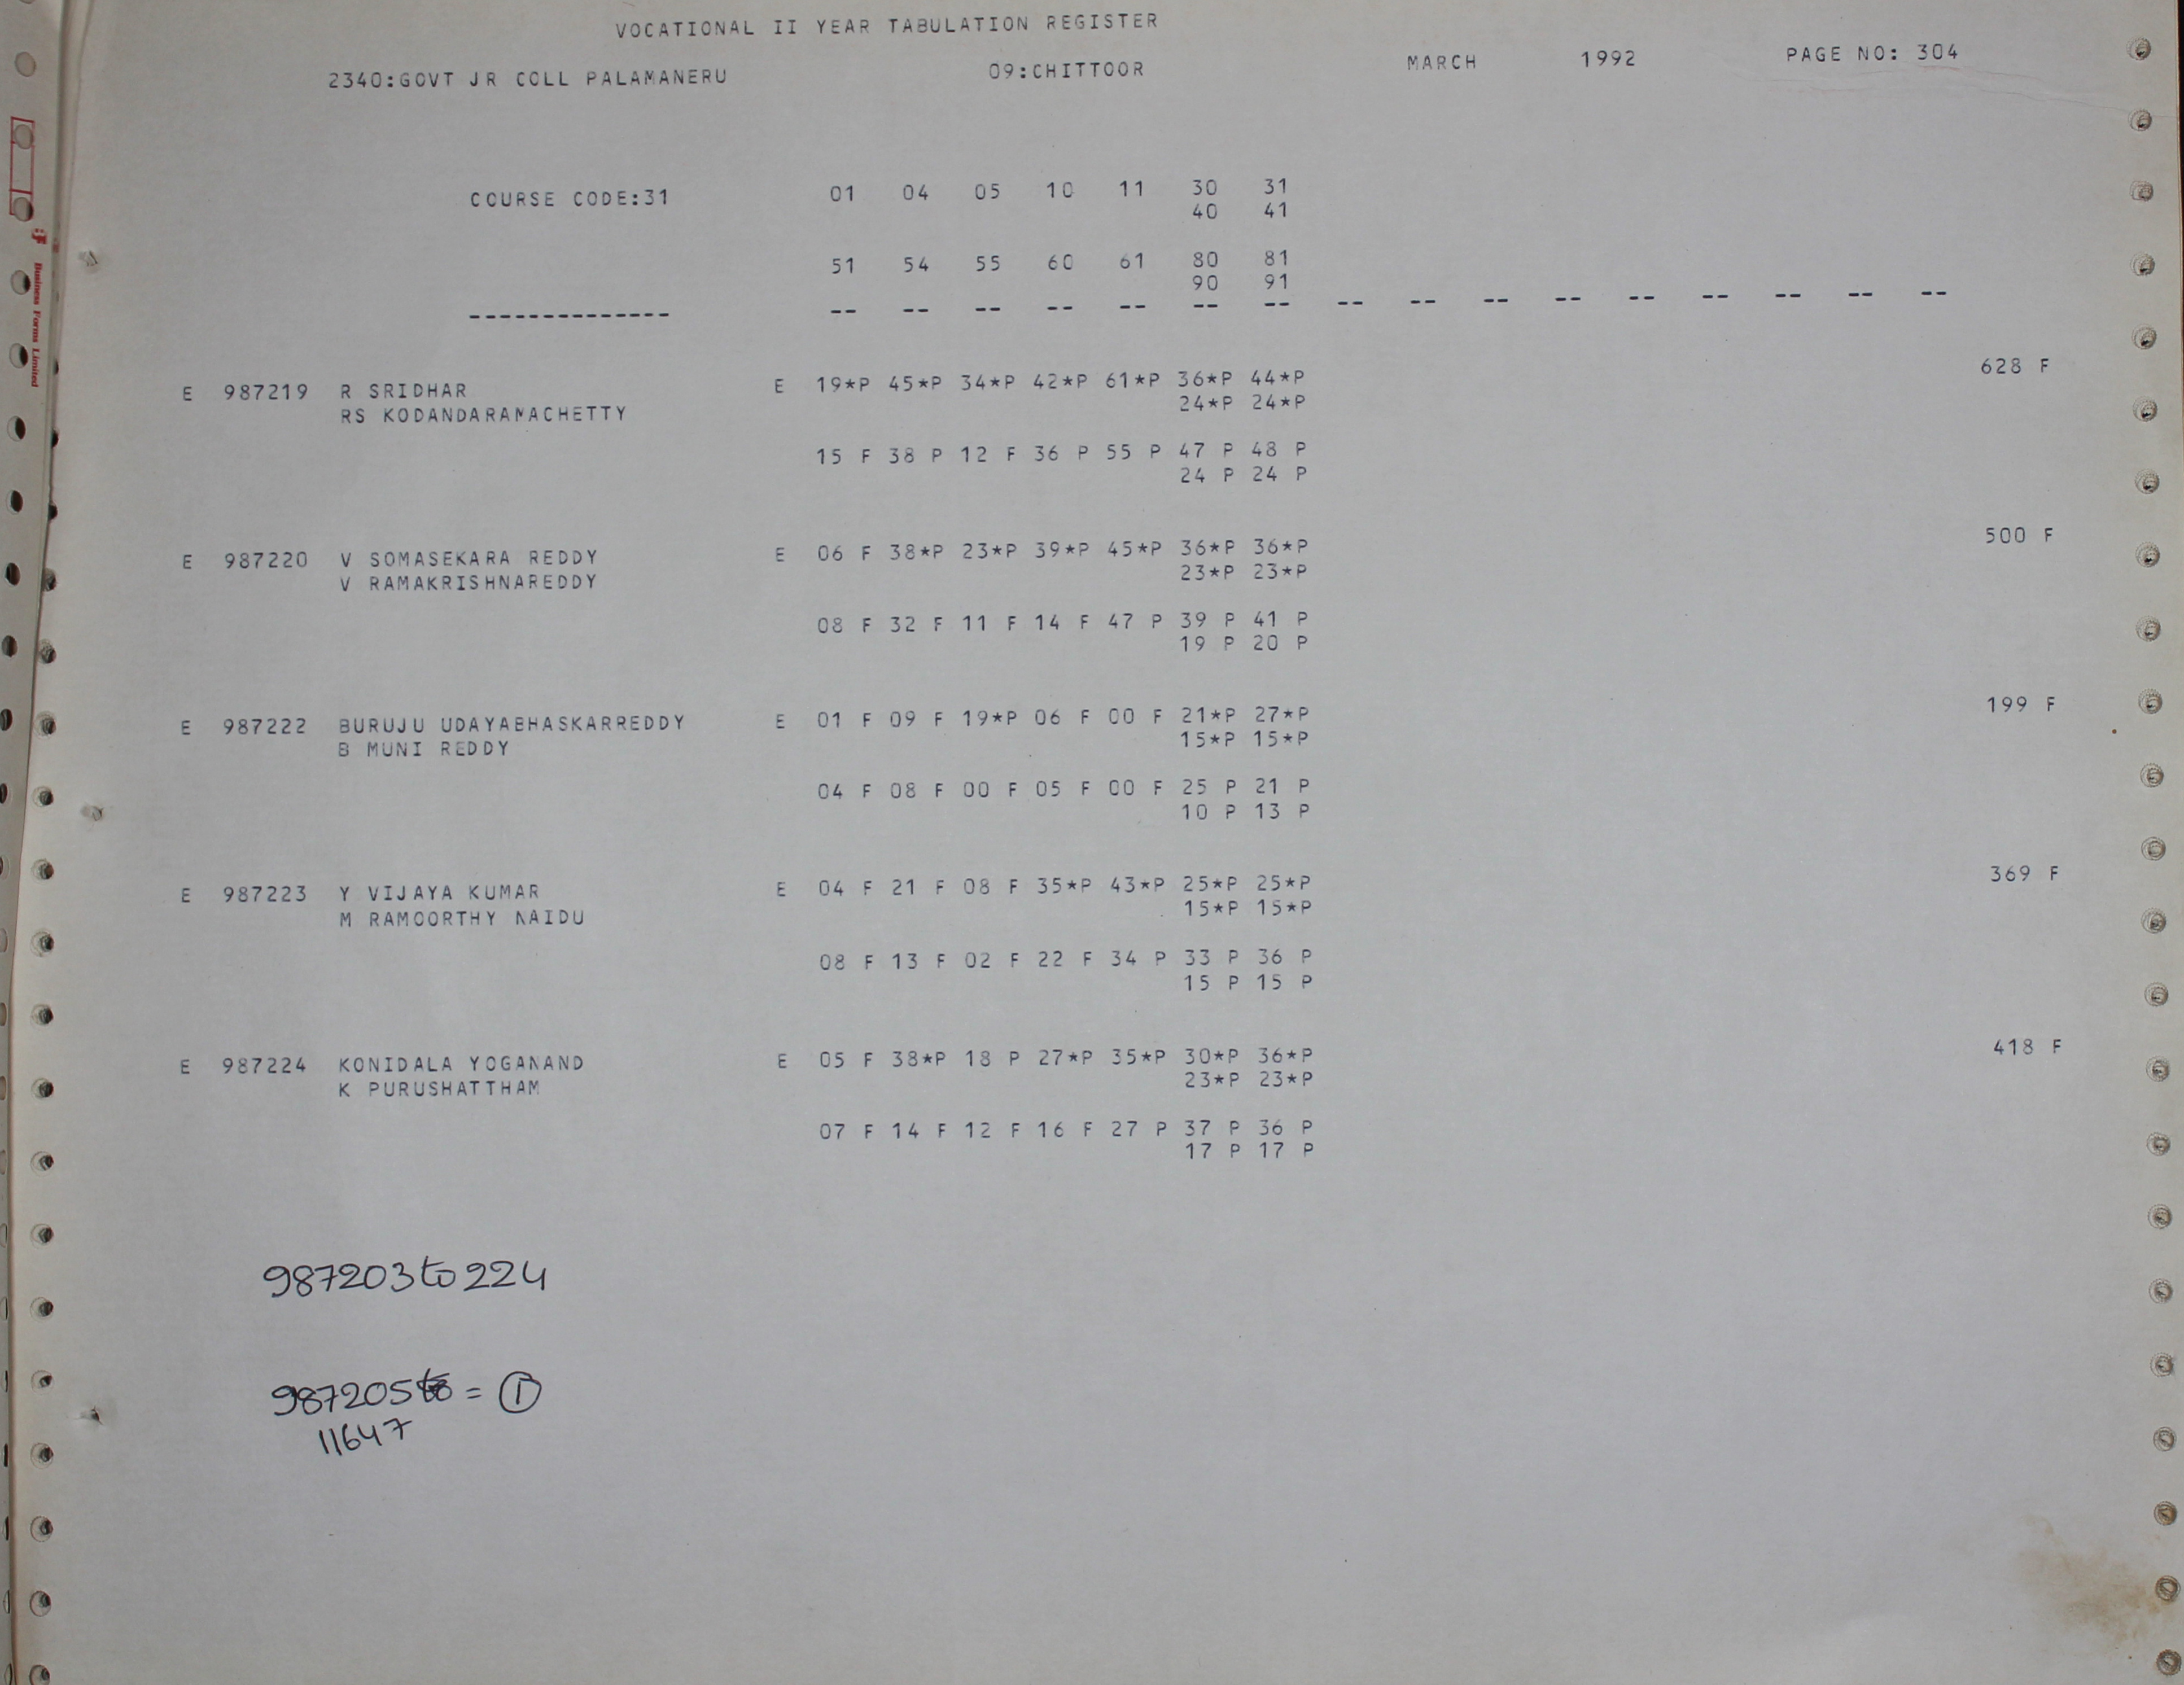 VOCATIONAL II YEAR TABULATION REGISTER
2340:GOVT JR COLL PALAMANERU 09:CHITTOOR MARCH 1992 PAGE NO: 304
COURSE CODE:31 01 04 05 10 11 30 31
40 41
51 54 55 60 61 80 81
90 91
-------------- -- -- -- -- -- -- -- -- -- -- -- -- -- -- -- --
E 987219 R SRIDHAR E 19*P 45*P 34*P 42*P 61*P 36*P 44*P 628 F
RS KODANDARAMACHETTY 24*P 24*P
15 F 38 P 12 F 36 P 55 P 47 P 48 P
24 P 24 P
E 987220 V SOMASEKARA REDDY E 06 F 38*P 23*P 39*P 45*P 36*P 36*P 500 F
V RAMAKRISHNAREDDY 23*P 23*P
08 F 32 F 11 F 14 F 47 P 39 P 41 P
19 P 20 P
E 987222 BURUJU UDAYABHASKARREDDY E 01 F 09 F 19*P 06 F 00 F 21*P 27*P 199 F
B MUNI REDDY 15*P 15*P
04 F 08 F 00 F 05 F 00 F 25 P 21 P
10 P 13 P
E 987223 Y VIJAYA KUMAR E 04 F 21 F 08 F 35*P 43*P 25*P 25*P 369 F
M RAMOORTHY NAIDU 15*P 15*P
08 F 13 F 02 F 22 F 34 P 33 P 36 P
15 P 15 P
E 987224 KONIDALA YOGANAND E 05 F 38*P 18 P 27*P 35*P 30*P 36*P 418 F
K PURUSHATTHAM 23*P 23*P
07 F 14 F 12 F 16 F 27 P 37 P 36 P
17 P 17 P
987203 to 224
987205 = 1
11647
Business Forms Limited